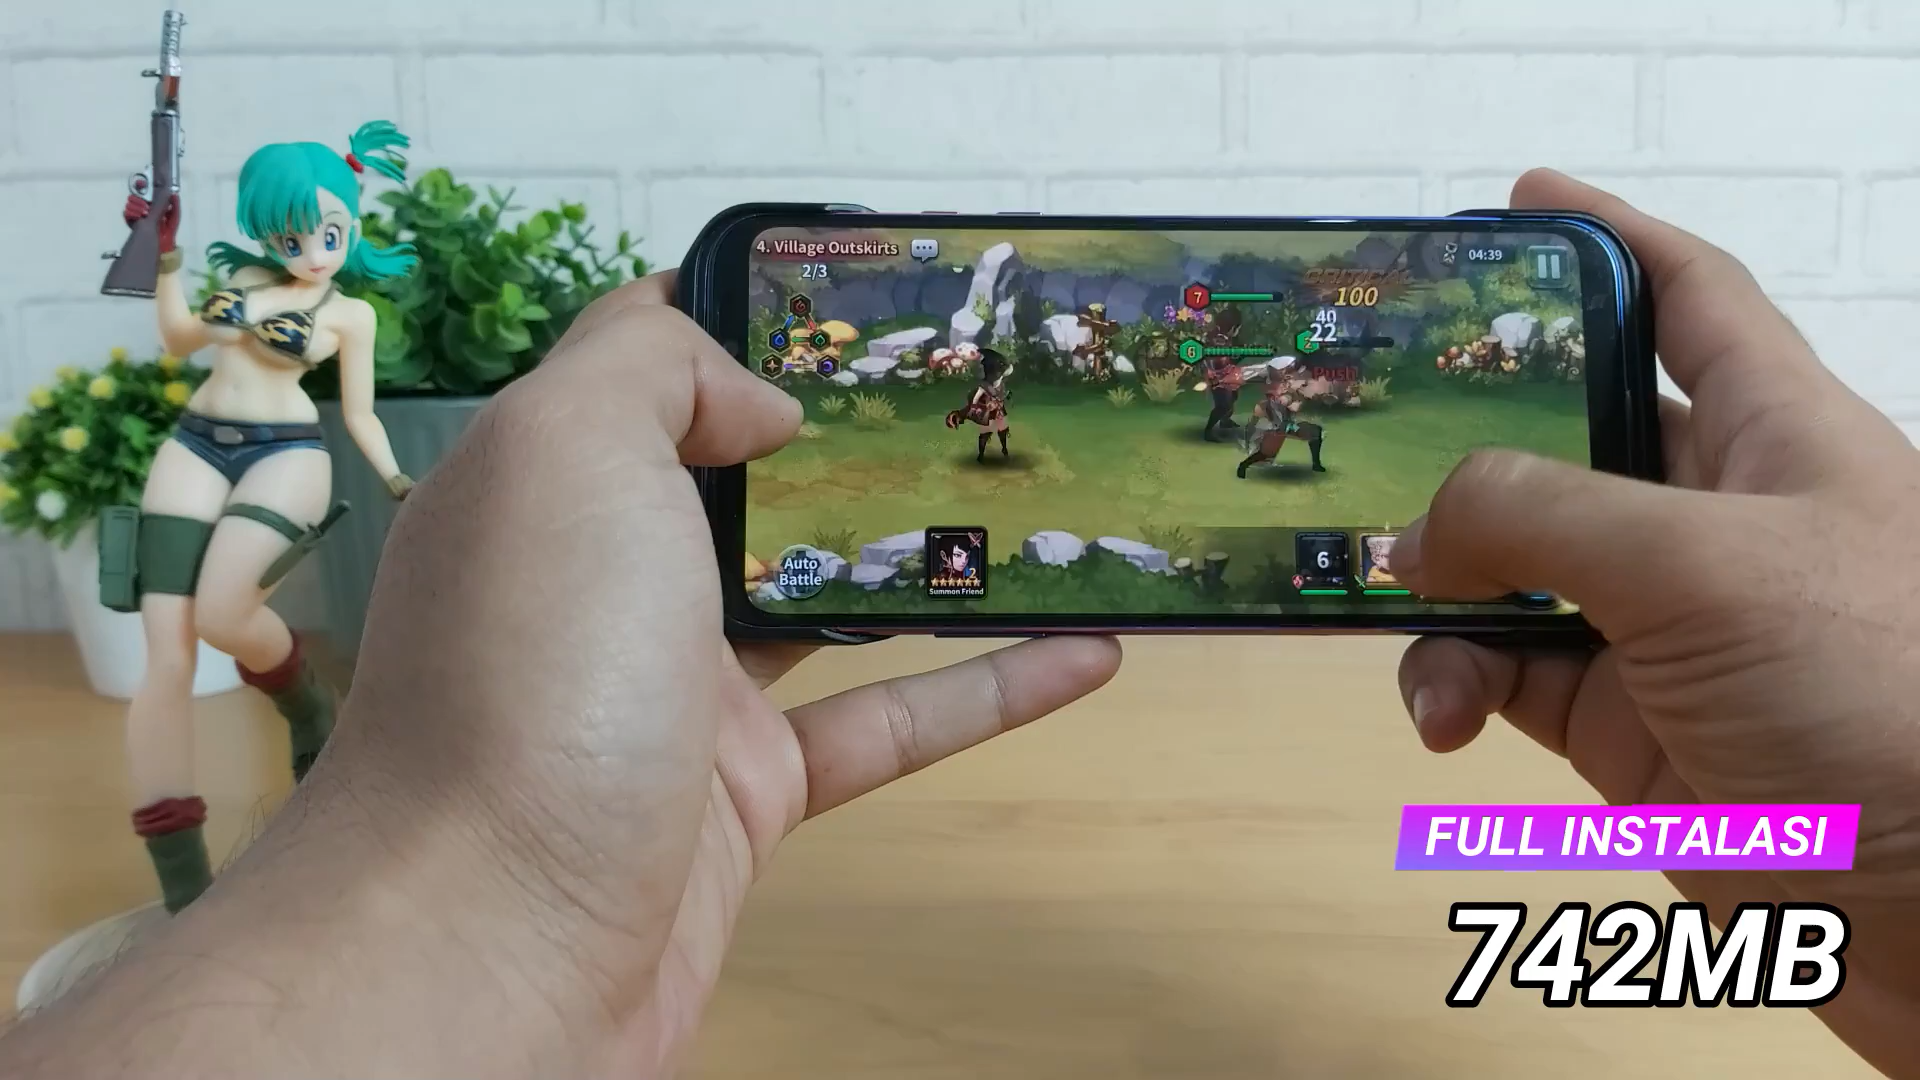 4. Village Outskirts
2/3
04:39
CRITICAL
100
40
22
7
6
2
Push
Auto
Battle
2
Summon Friend
6
FULL INSTALASI
742MB